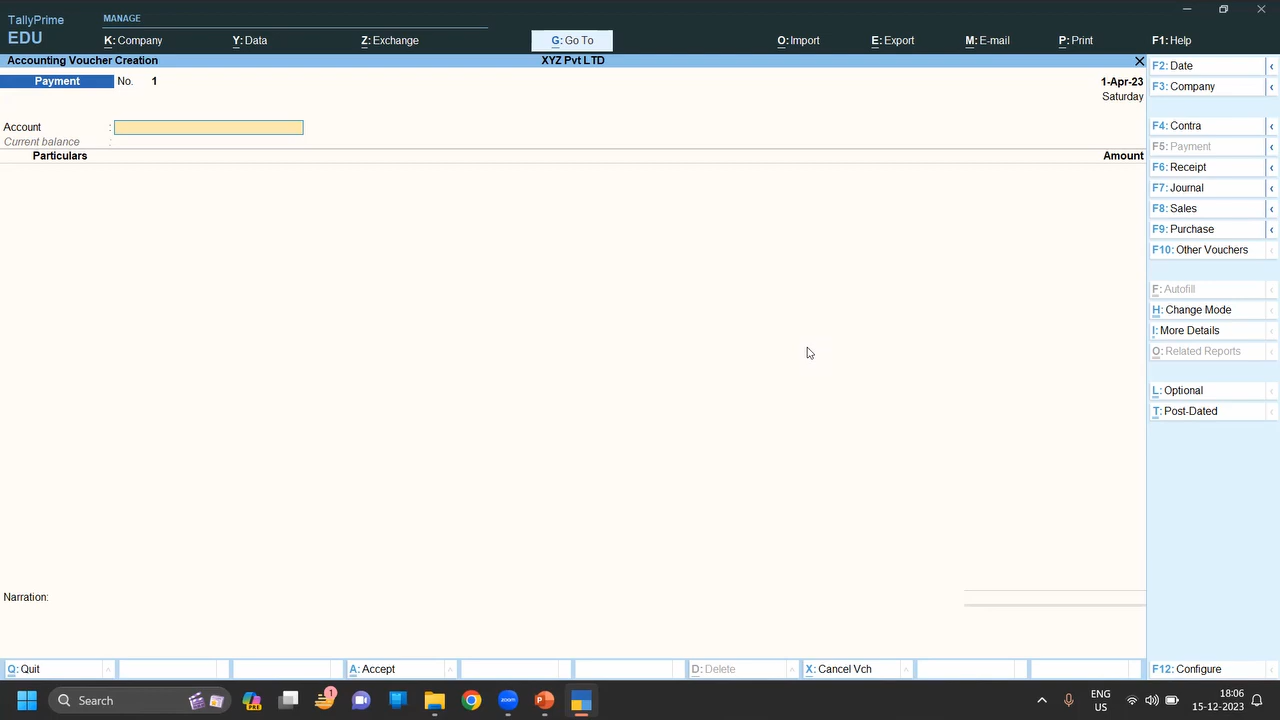 TallyPrime
EDU
MANAGE
K: Company
Y: Data
Z: Exchange
G: Go To
O: Import
E: Export
M: E-mail
P: Print
F1: Help
Accounting Voucher Creation
XYZ Pvt LTD
Payment No. 1
1-Apr-23
Saturday
Account :
Current balance :
Particulars
Amount
Narration:
F2: Date
F3: Company
F4: Contra
F5: Payment
F6: Receipt
F7: Journal
F8: Sales
F9: Purchase
F10: Other Vouchers
F: Autofill
H: Change Mode
I: More Details
O: Related Reports
L: Optional
T: Post-Dated
Q: Quit
A: Accept
D: Delete
X: Cancel Vch
F12: Configure
Search
PRE
1
zoom
P
ENG
US
18:06
15-12-2023